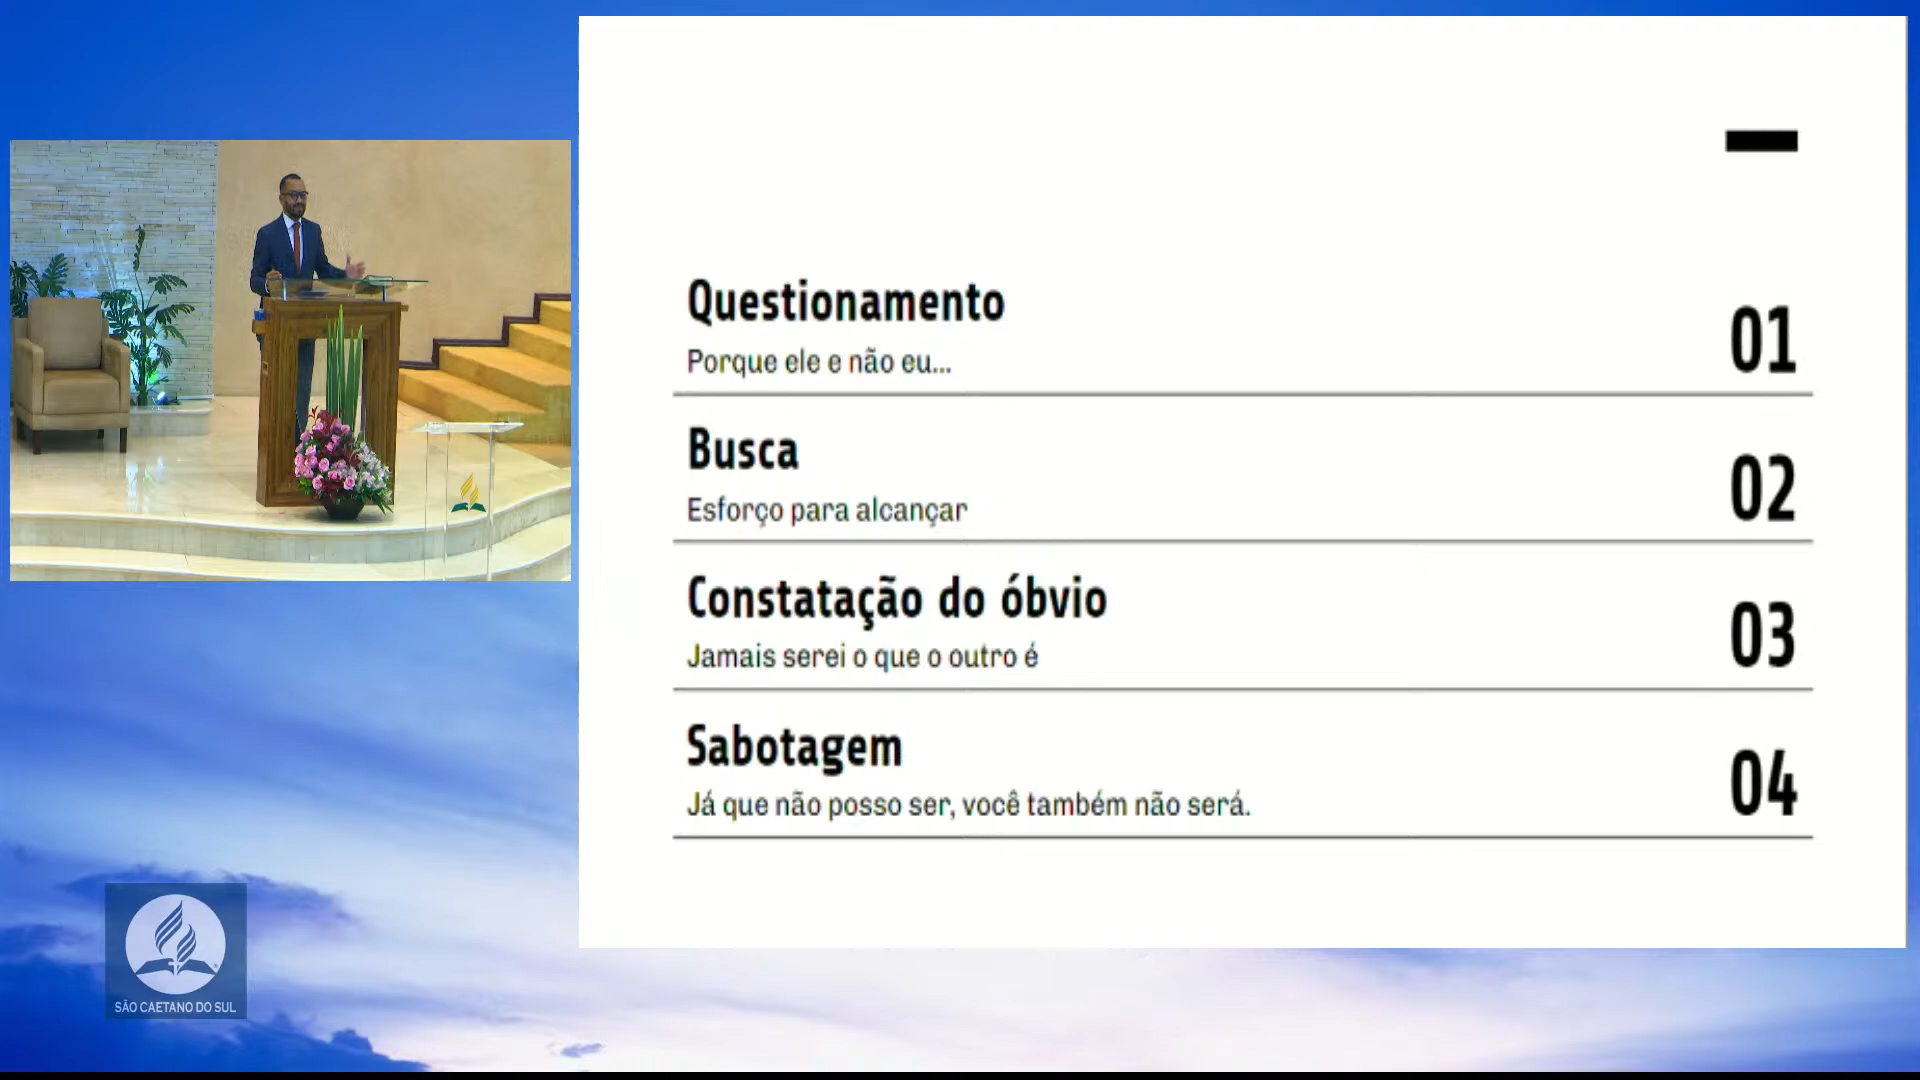 Questionamento
Porque ele e não eu...
01
Busca
Esforço para alcançar
02
Constatação do óbvio
Jamais serei o que o outro é
03
Sabotagem
Já que não posso ser, você também não será.
04
SÃO CAETANO DO SUL